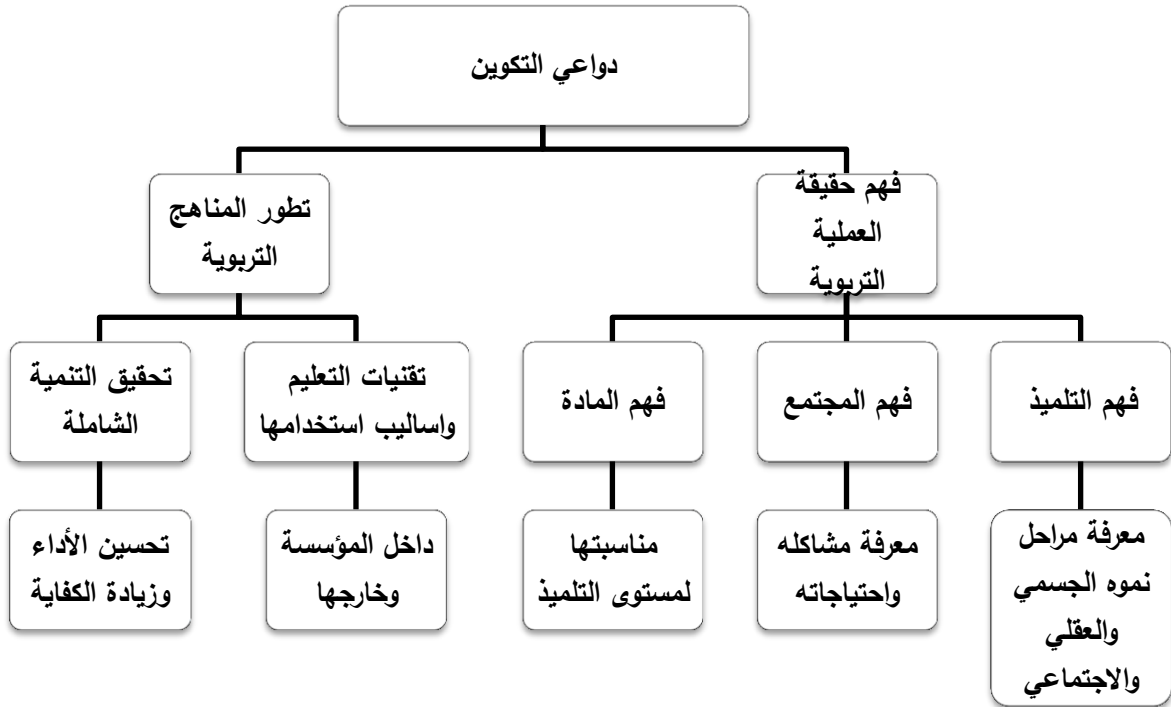 دواعي التكوين
فهم حقيقة
العملية
التربوية
تطور المناهج
التربوية
فهم التلميذ
فهم المجتمع
فهم المادة
تقنيات التعليم
واساليب استخدامها
تحقيق التنمية
الشاملة
معرفة مراحل
نموه الجسمي
والعقلي
والاجتماعي
معرفة مشاكله
واحتياجاته
مناسبتها
لمستوى التلميذ
داخل المؤسسة
وخارجها
تحسين الأداء
وزيادة الكفاية